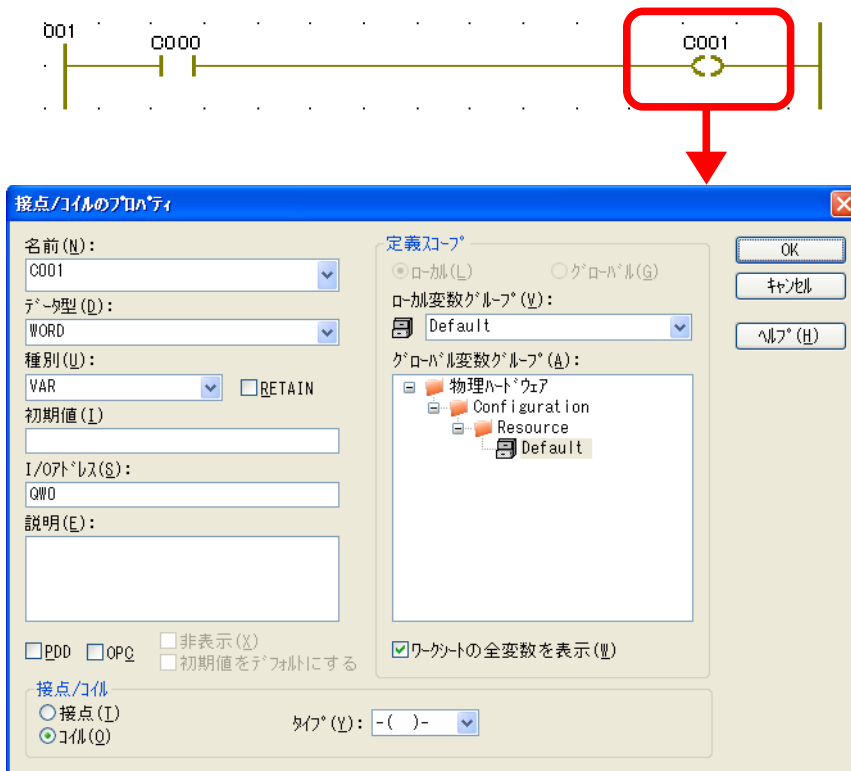 001
C000
C001
接点/コイルのプロパティ
名前(N):
C001
データ型(D):
WORD
種別(U):
VAR
RETAIN
初期値(I)
I/Oアドレス(S):
QW0
説明(E):
PDD
OPC
非表示(X)
初期値をデフォルトにする
定義スコープ
ローカル(L)
グローバル(G)
ローカル変数グループ(V):
Default
グローバル変数グループ(A):
物理ハードウェア
Configuration
Resource
Default
ワークシートの全変数を表示(W)
OK
キャンセル
ヘルプ(H)
接点/コイル
接点(T)
コイル(O)
タイプ(Y):
-( )-